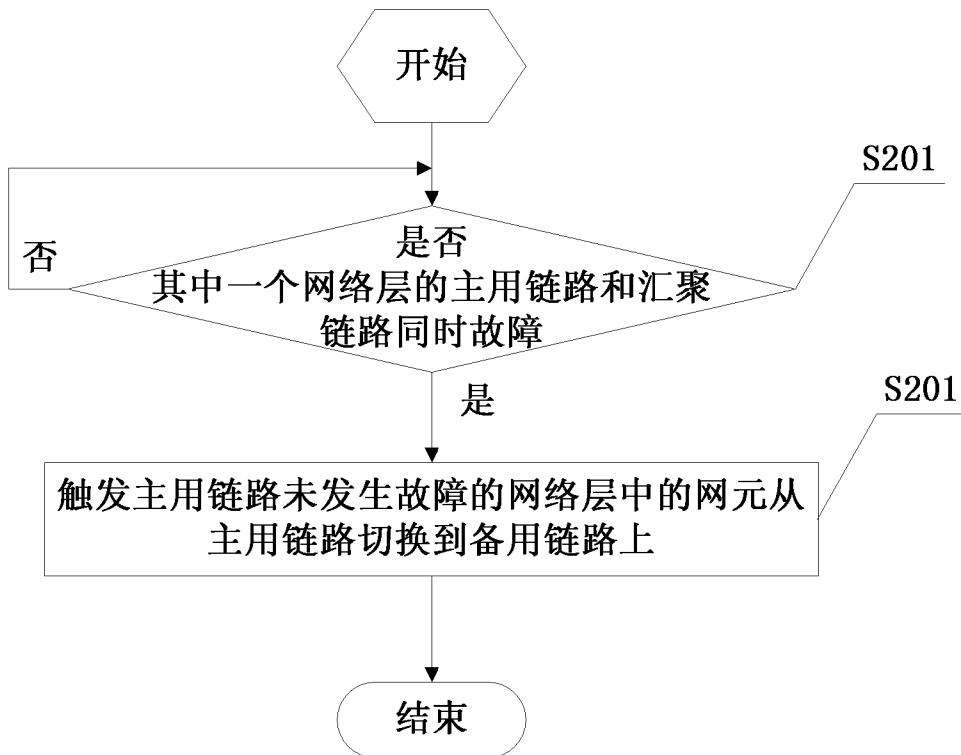 开始
S201
是否
其中一个网络层的主用链路和汇聚
链路同时故障
否
是
S201
触发主用链路未发生故障的网络层中的网元从
主用链路切换到备用链路上
结束